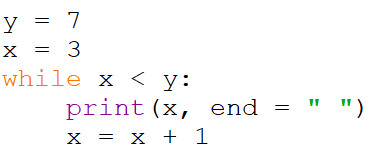 y = 7
x = 3
while x < y:
    print(x, end = " ")
    x = x + 1